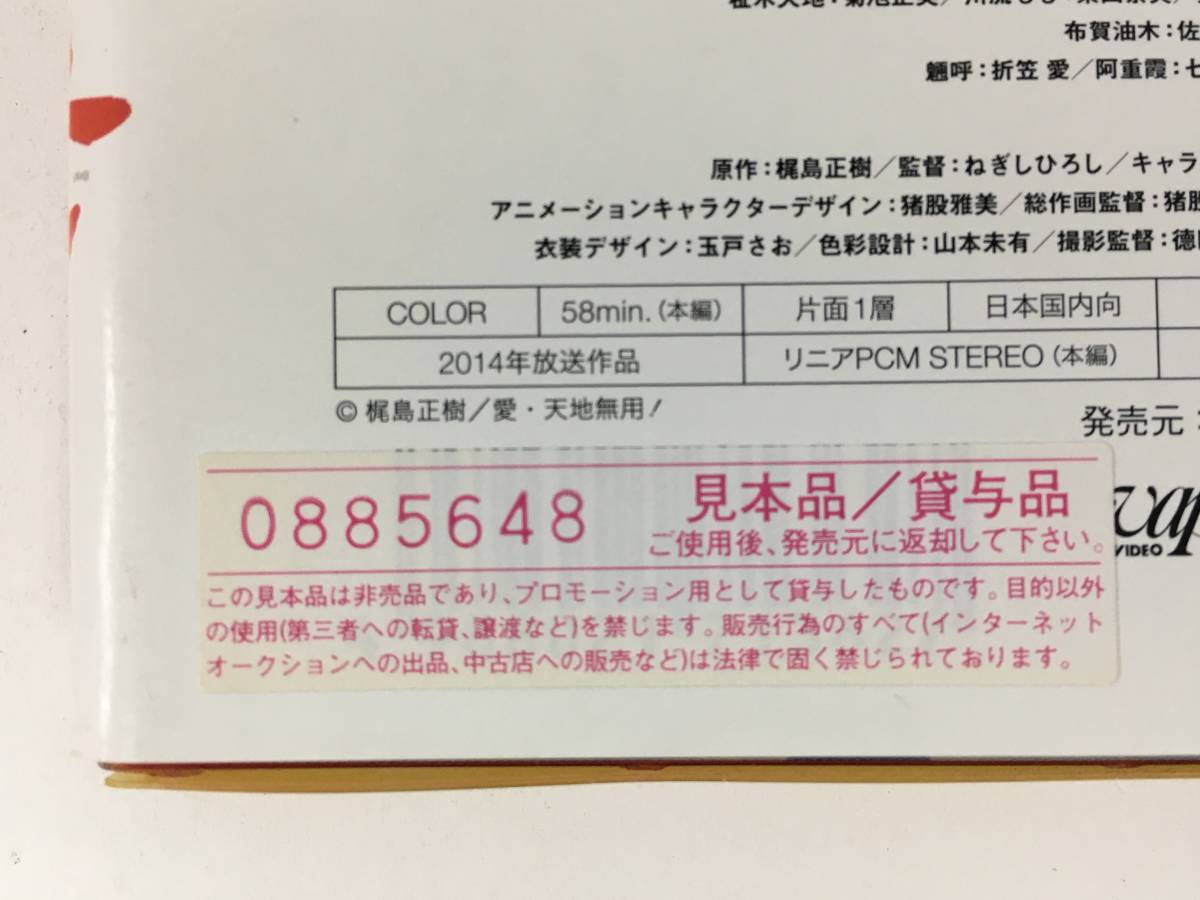 布賀油木：佐
魎呼：折笠 愛／阿重霞：七
原作：梶島正樹／監督：ねぎしひろし／キャラ
アニメーションキャラクターデザイン：猪股雅美／総作画監督：猪股
衣装デザイン：玉戸さお／色彩設計：山本未有／撮影監督：徳
COLOR 58min.（本編） 片面1層 日本国内向
2014年放送作品 リニアPCM STEREO（本編）
© 梶島正樹／愛・天地無用！
発売元
vap
VIDEO
0885648 見本品／貸与品
ご使用後、発売元に返却して下さい。
この見本品は非売品であり、プロモーション用として貸与したものです。目的以外
の使用(第三者への転貸、譲渡など)を禁じます。販売行為のすべて(インターネット
オークションへの出品、中古店への販売など)は法律で固く禁じられております。